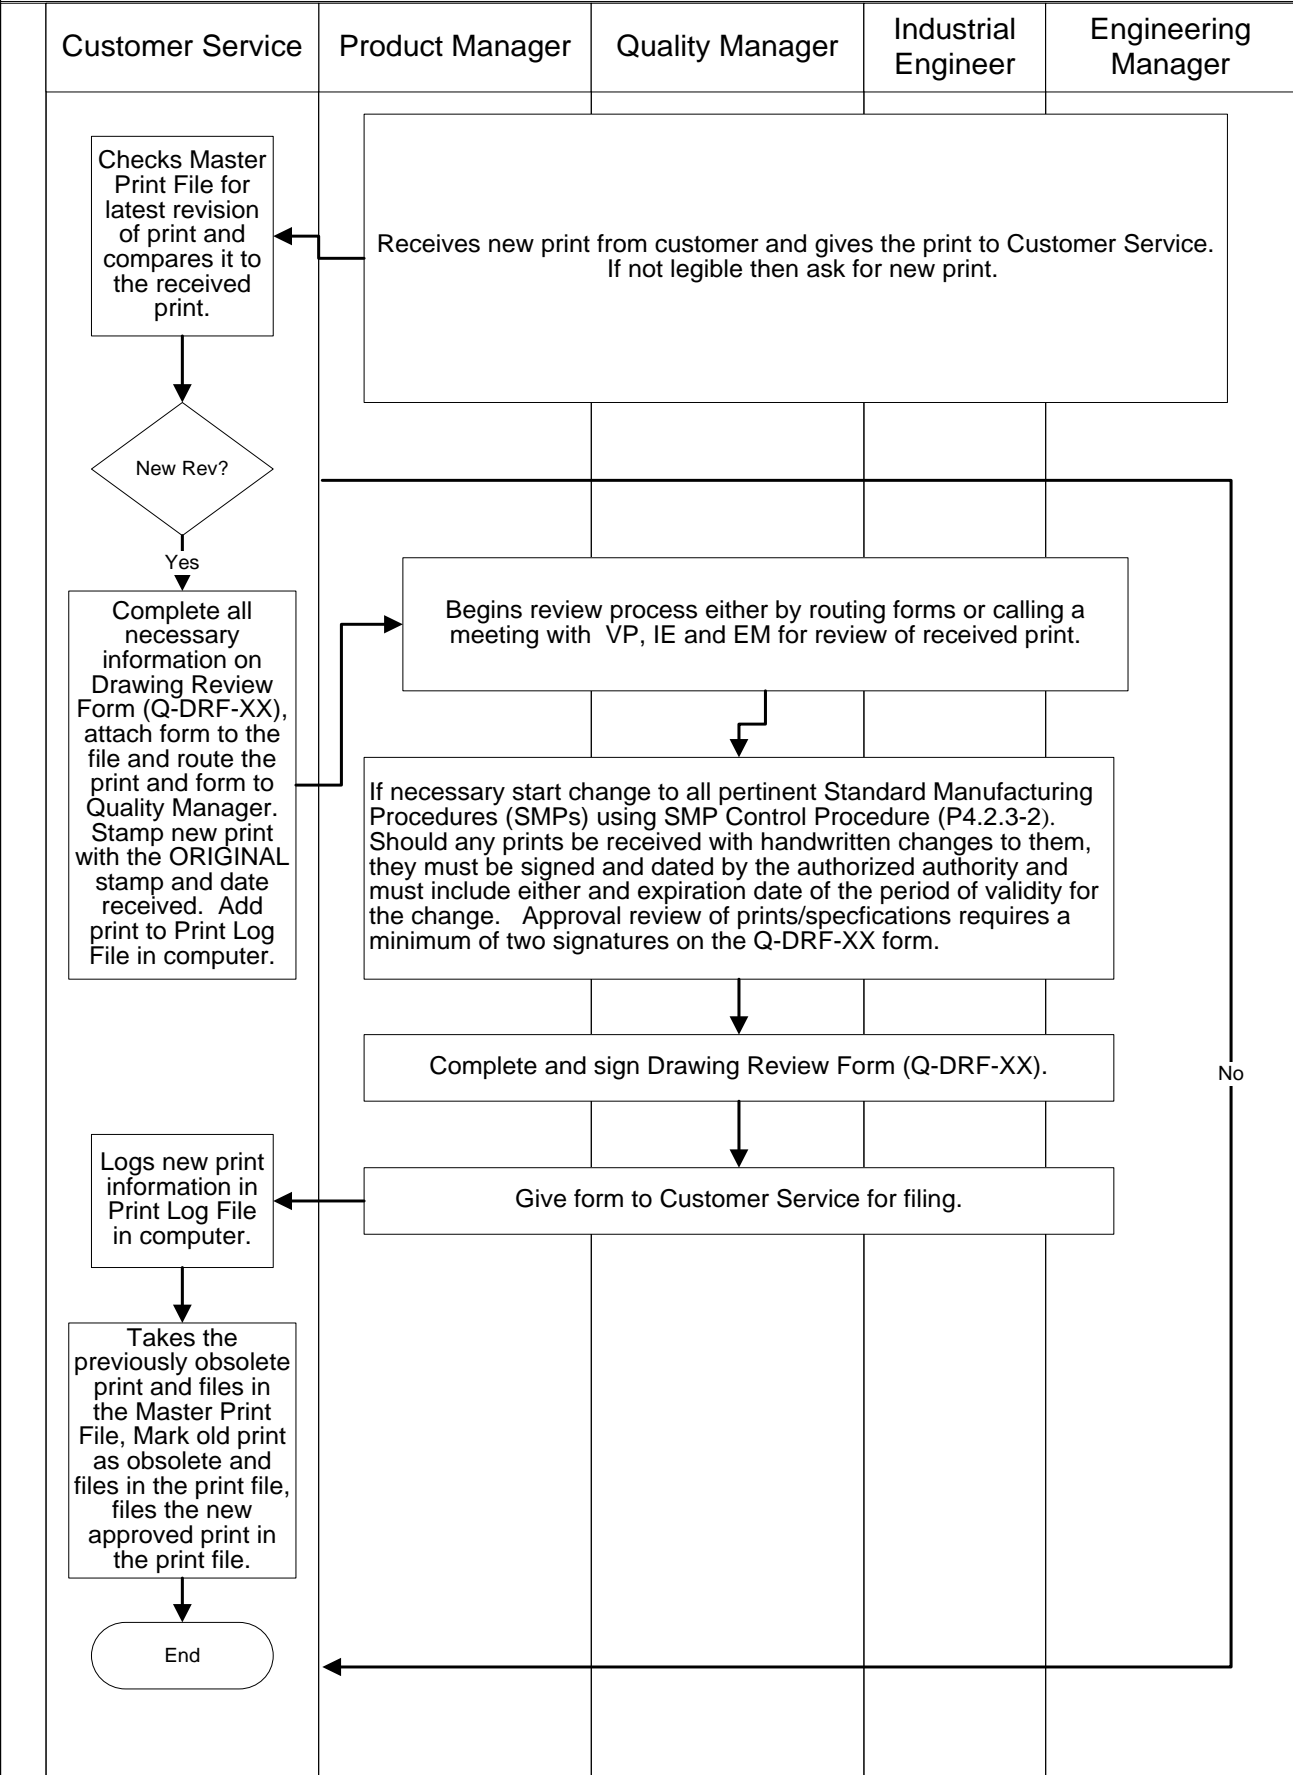 Customer Service
Product Manager
Quality Manager
Industrial
Engineer
Engineering
Manager
Receives new print from customer and gives the print to Customer Service.
If not legible then ask for new print.
Checks Master
Print File for
latest revision
of print and
compares it to
the received
print.
New Rev?
Yes
Complete all
necessary
information on
Drawing Review
Form (Q-DRF-XX),
attach form to the
file and route the
print and form to
Quality Manager.
Stamp new print
with the ORIGINAL
stamp and date
received.  Add
print to Print Log
File in computer.
Begins review process either by routing forms or calling a
meeting with  VP, IE and EM for review of received print.
If necessary start change to all pertinent Standard Manufacturing
Procedures (SMPs) using SMP Control Procedure (P4.2.3-2).
Should any prints be received with handwritten changes to them,
they must be signed and dated by the authorized authority and
must include either and expiration date of the period of validity for
the change.   Approval review of prints/specfications requires a
minimum of two signatures on the Q-DRF-XX form.
Complete and sign Drawing Review Form (Q-DRF-XX).
No
Give form to Customer Service for filing.
Logs new print
information in
Print Log File
in computer.
Takes the
previously obsolete
print and files in
the Master Print
File, Mark old print
as obsolete and
files in the print file,
files the new
approved print in
the print file.
End